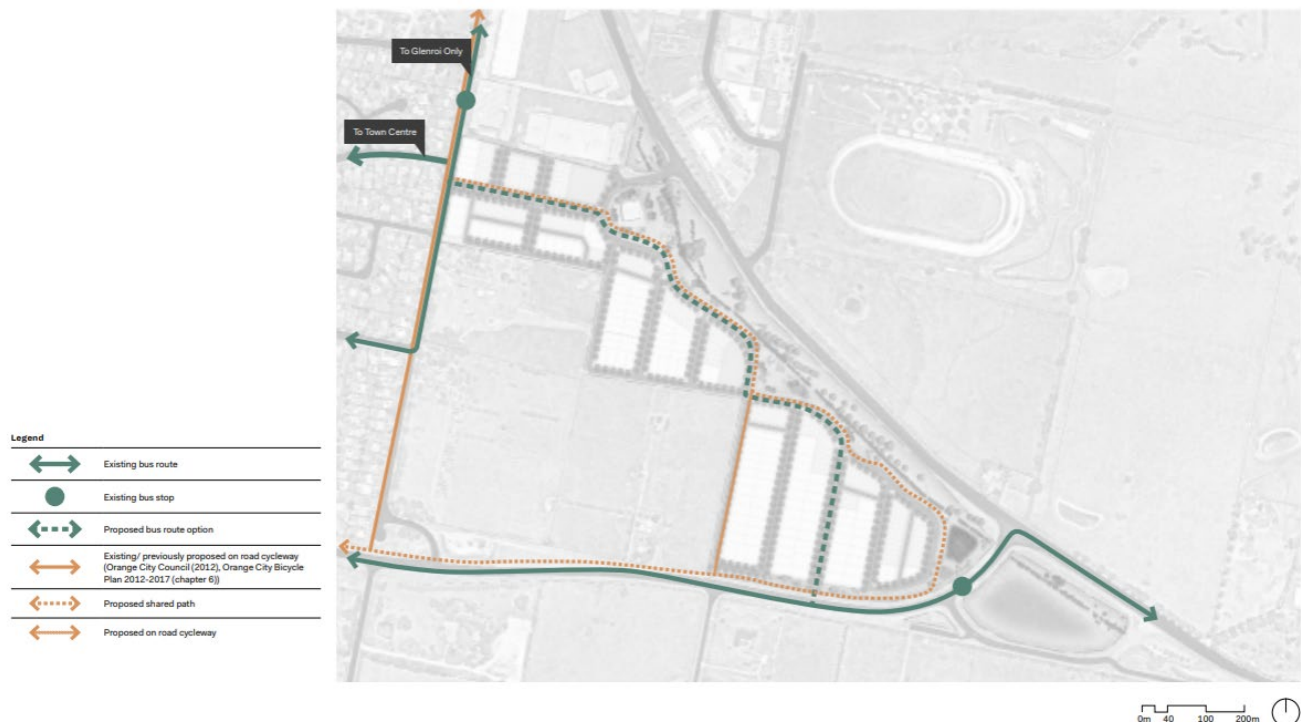 To Glenroi Only
To Town Centre
Legend
Existing bus route
Existing bus stop
Proposed bus route option
Existing/ previously proposed on road cycleway
(Orange City Council (2012), Orange City Bicycle
Plan 2012-2017 (chapter 6))
Proposed shared path
Proposed on road cycleway
0m 40 100 200m